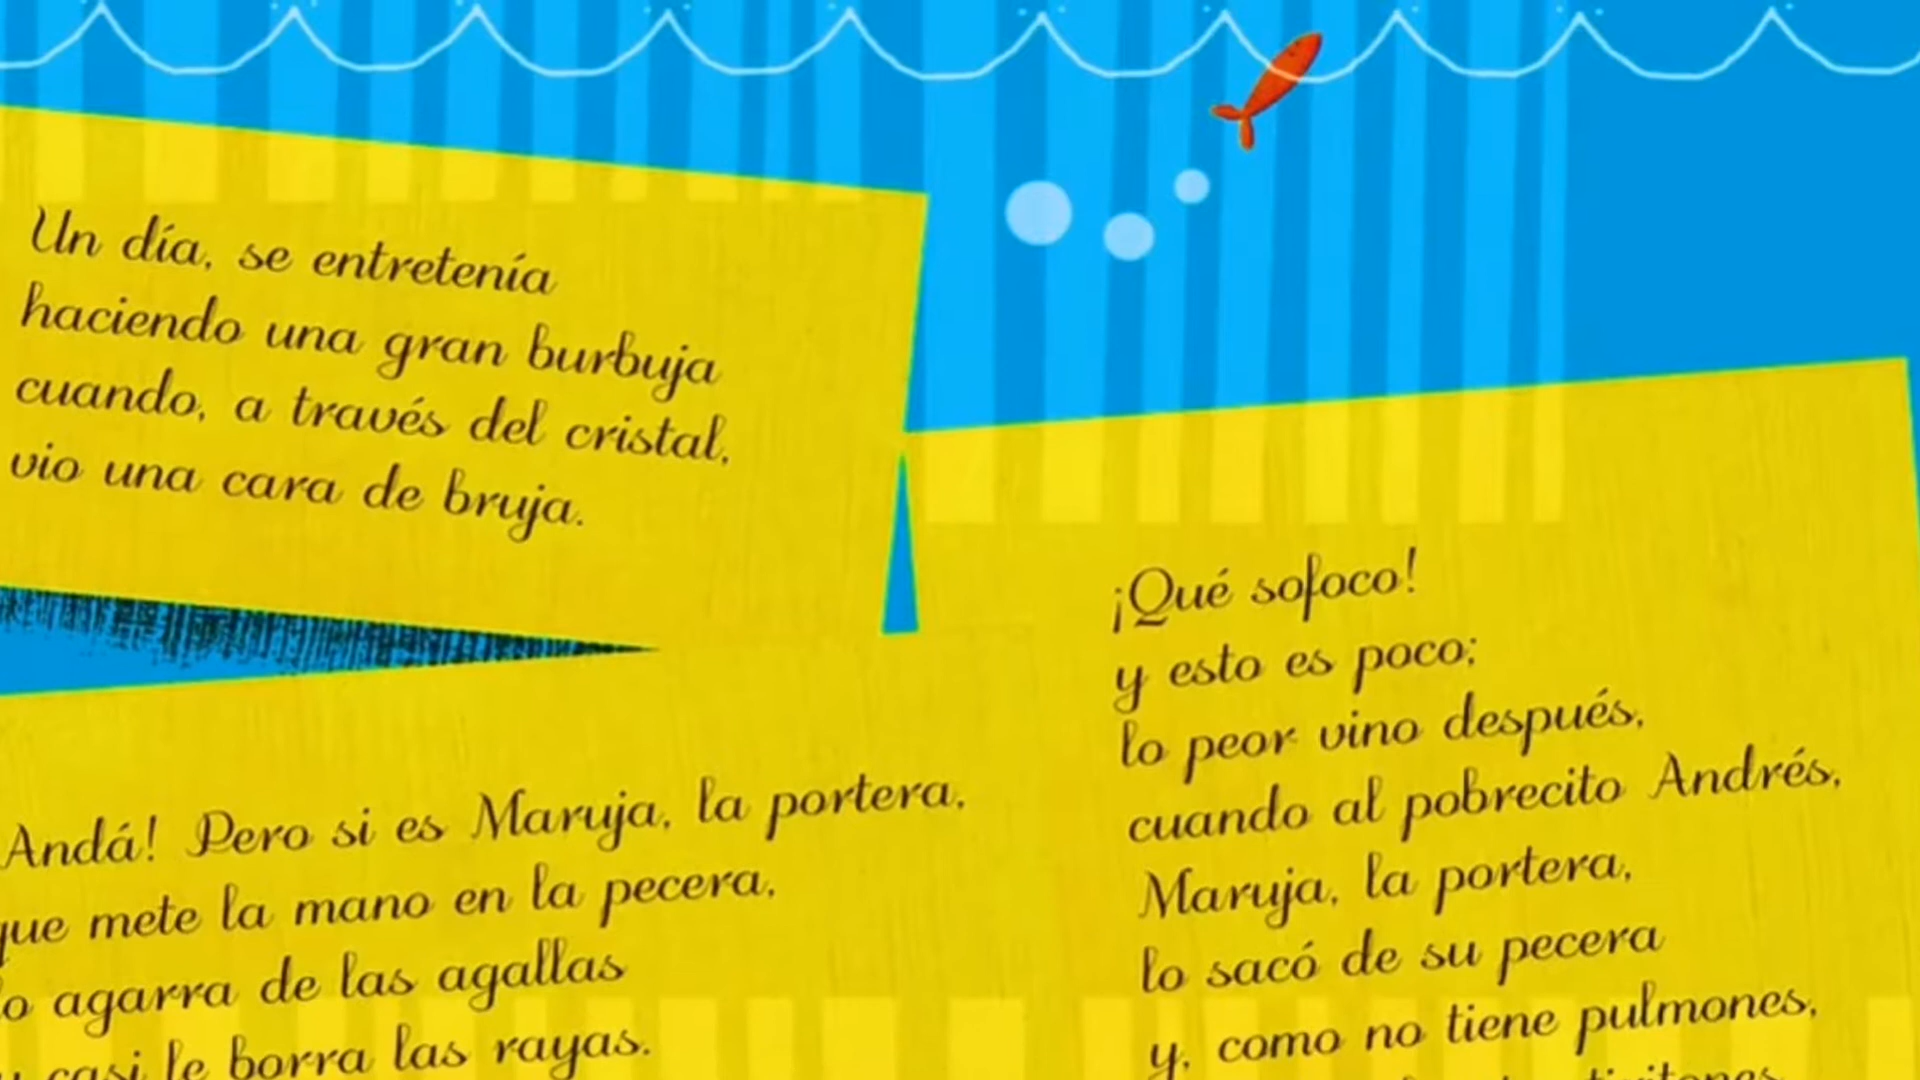 Un día, se entretenía
haciendo una gran burbuja
cuando, a través del cristal,
vio una cara de bruja.
Andá! Pero si es Maruja, la portera,
que mete la mano en la pecera,
lo agarra de las agallas
y casi le borra las rayas.
¡Qué sofoco!
y esto es poco;
lo peor vino después,
cuando al pobrecito Andrés,
Maruja, la portera,
lo sacó de su pecera
y, como no tiene pulmones,